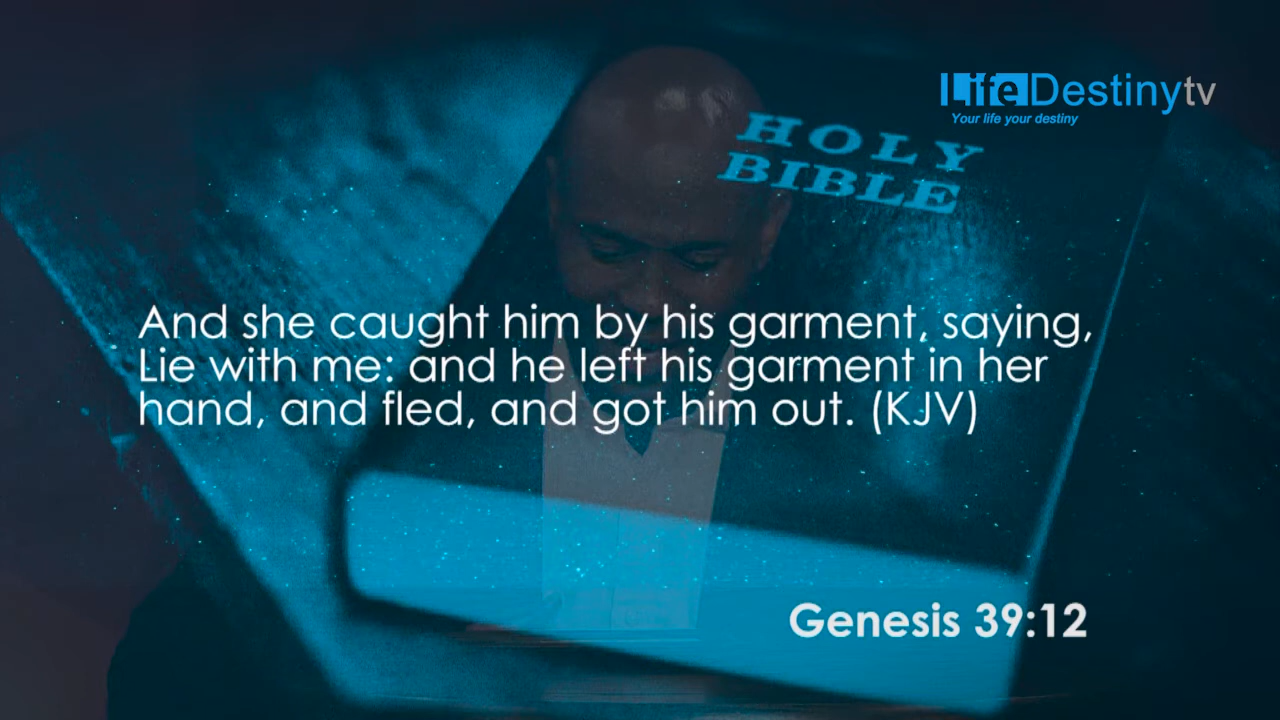 LifeDestinytv
Your life your destiny
HOLY
BIBLE
And she caught him by his garment, saying,
Lie with me: and he left his garment in her
hand, and fled, and got him out. (KJV)
Genesis 39:12